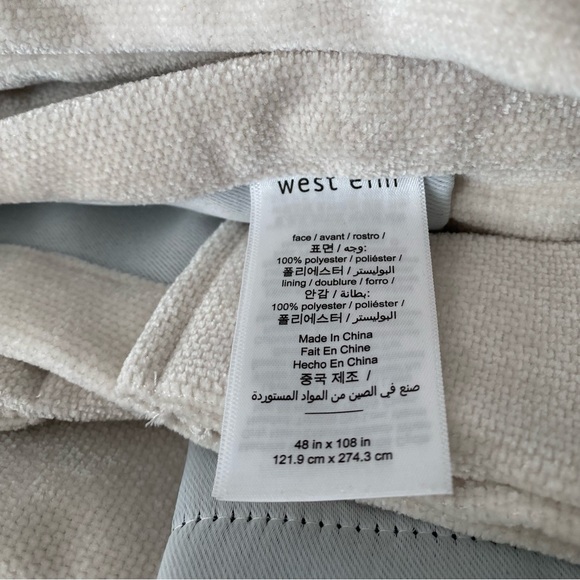 west elm
face / avant / rostro /
표면 / وجه:
100% polyester / poliéster /
폴리에스터 / البوليستر
lining / doublure / forro /
안감 / بطانة:
100% polyester / poliéster /
폴리에스터 / البوليستر
Made In China
Fait En Chine
Hecho En China
중국 제조 /
صنع في الصين من المواد المستوردة
48 in x 108 in
121.9 cm x 274.3 cm